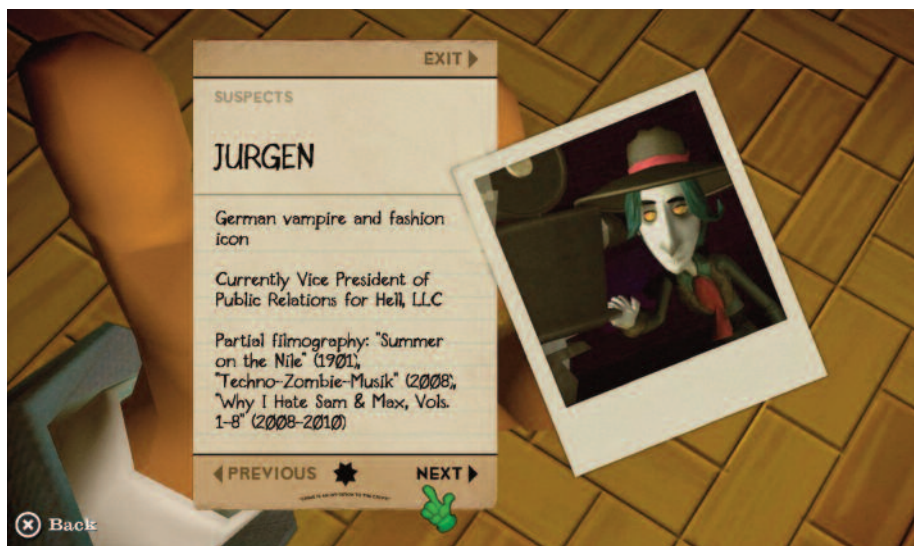 EXIT
SUSPECTS
JURGEN
German vampire and fashion
icon
Currently Vice President of
Public Relations for Hell, LLC
Partial filmography: "Summer
on the Nile" (1901),
"Techno-Zombie-Musik" (2008),
"Why I Hate Sam & Max, Vols.
1-8" (2008-2010)
PREVIOUS
NEXT
Back